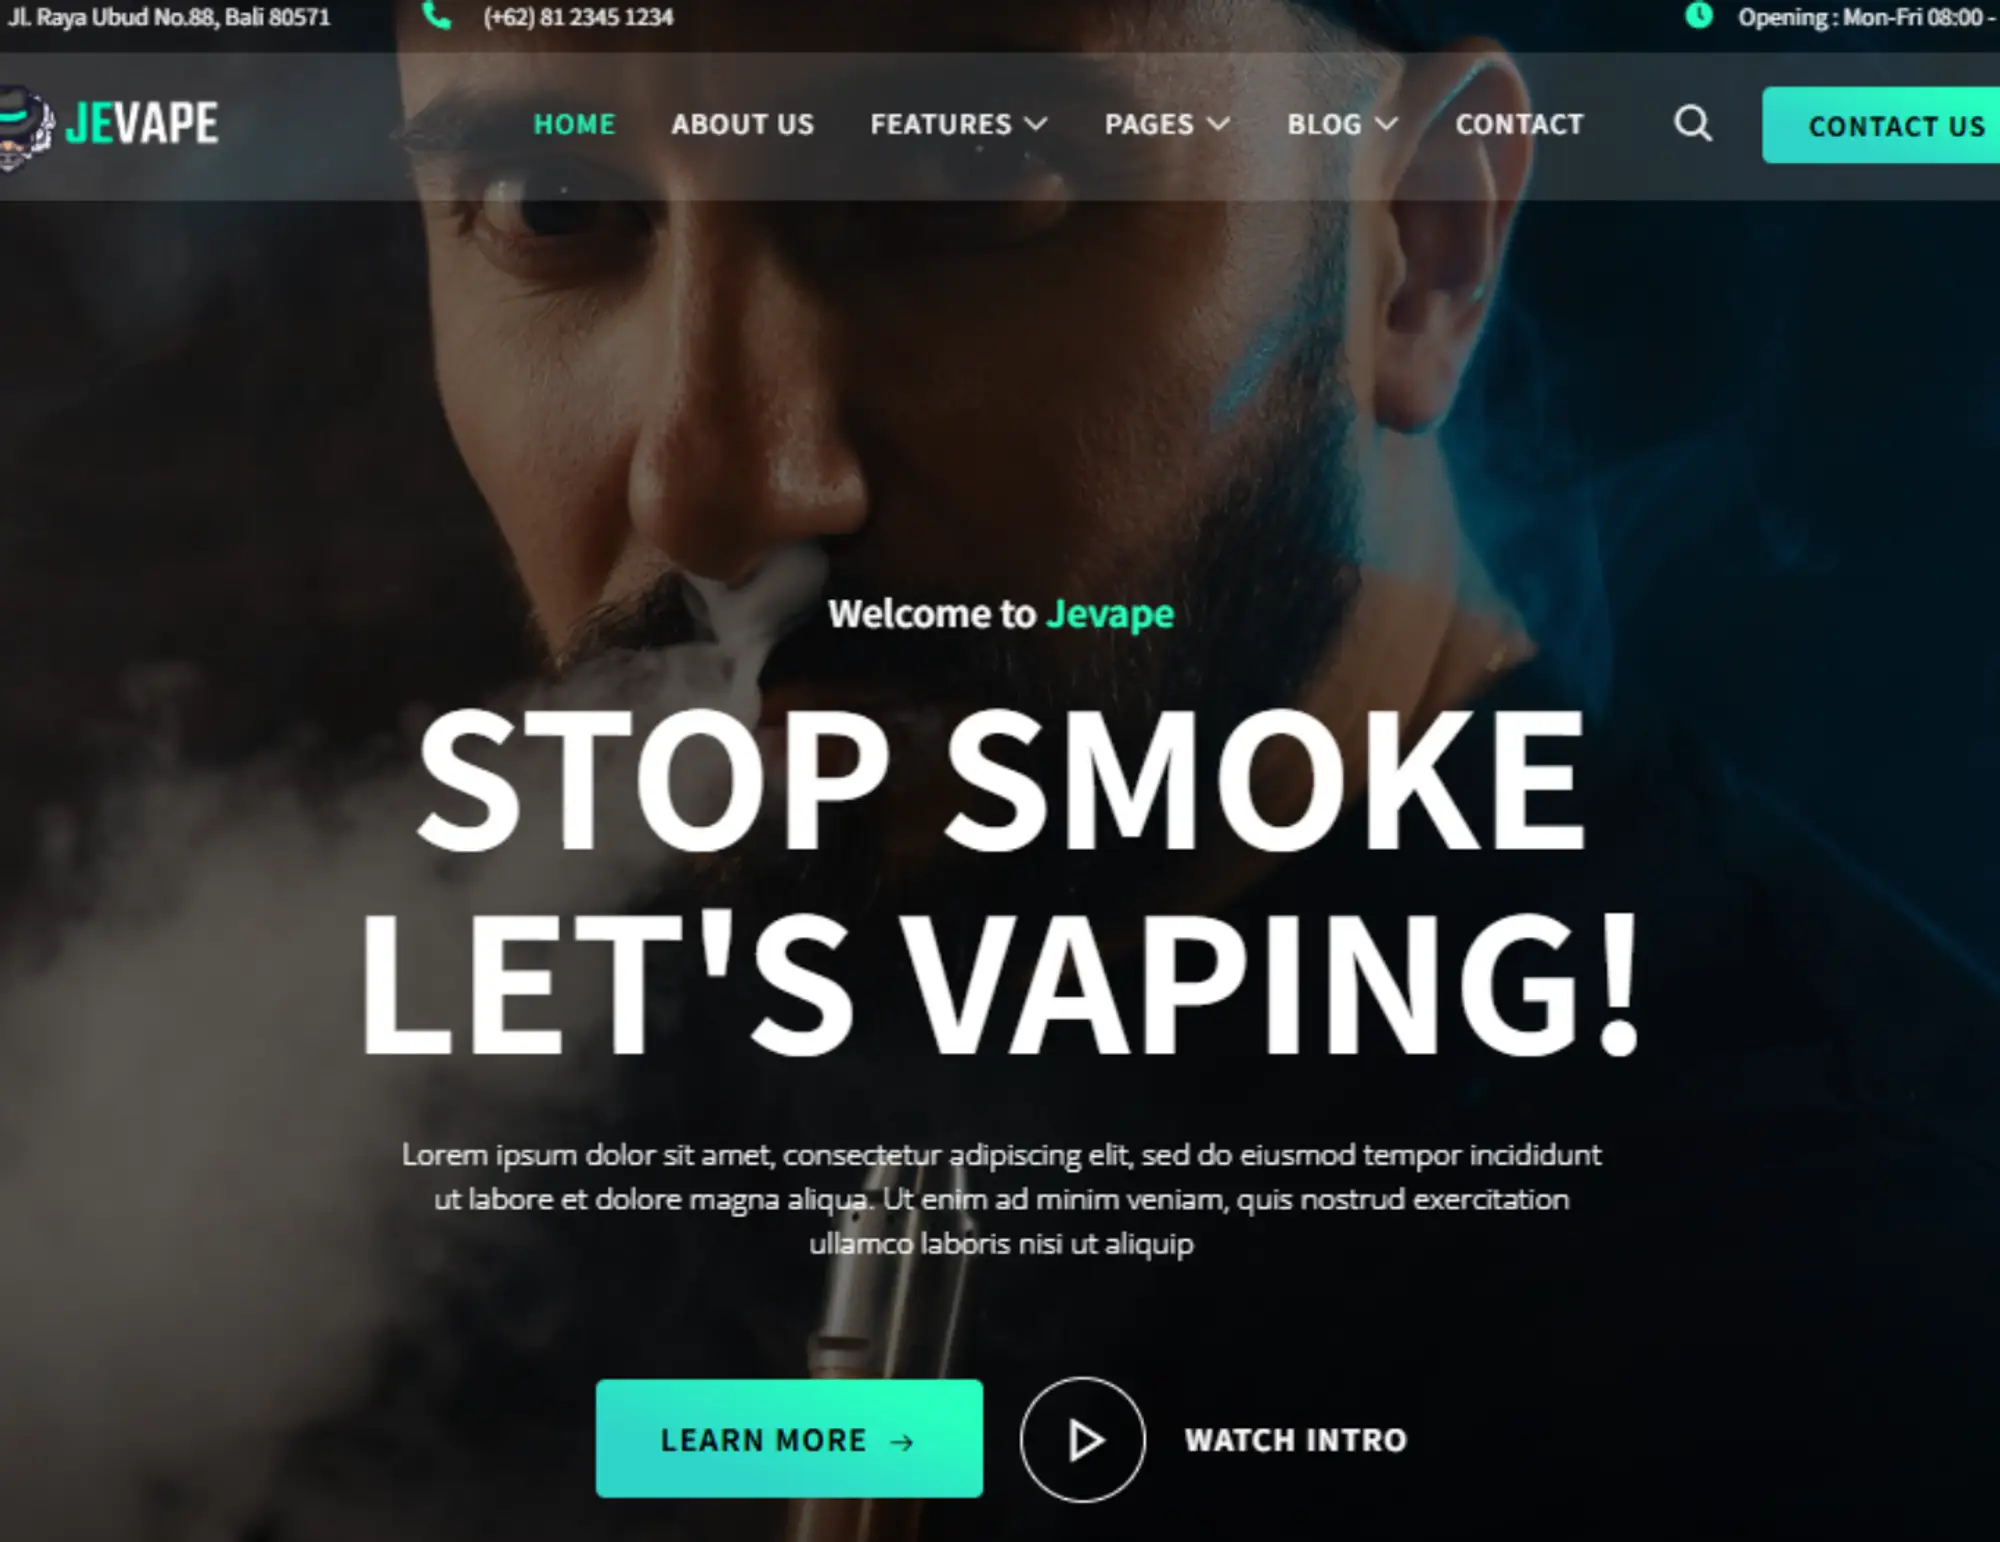 Jl. Raya Ubud No.88, Bali 80571
(+62) 81 2345 1234
Opening : Mon-Fri 08:00 -
JEVAPE
HOME
ABOUT US
FEATURES
PAGES
BLOG
CONTACT
CONTACT US
Welcome to Jevape
STOP SMOKE
LET'S VAPING!
Lorem ipsum dolor sit amet, consectetur adipiscing elit, sed do eiusmod tempor incididunt
ut labore et dolore magna aliqua. Ut enim ad minim veniam, quis nostrud exercitation
ullamco laboris nisi ut aliquip
LEARN MORE →
WATCH INTRO